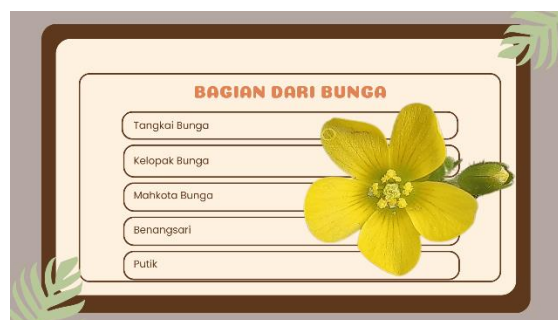 BAGIAN DARI BUNGA
Tangkai Bunga
Kelopak Bunga
Mahkota Bunga
Benangsari
Putik